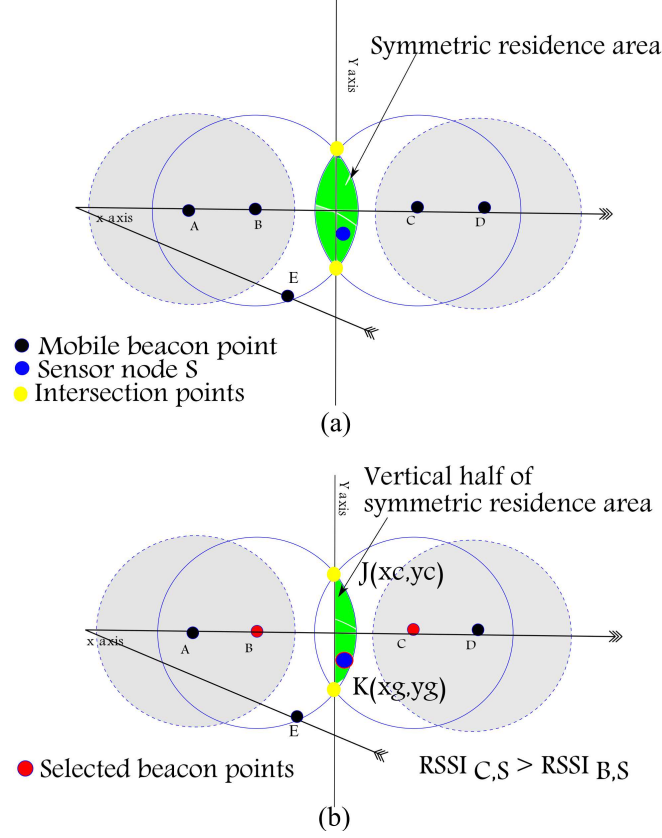 Symmetric residence area
Y axis
x axis
A
B
C
D
E
Mobile beacon point
Sensor node S
Intersection points
(a)
Vertical half of
symmetric residence area
Y axis
J(xc,yc)
x axis
A
B
C
D
K(xg,yg)
E
Selected beacon points
RSSI C,S > RSSI B,S
(b)